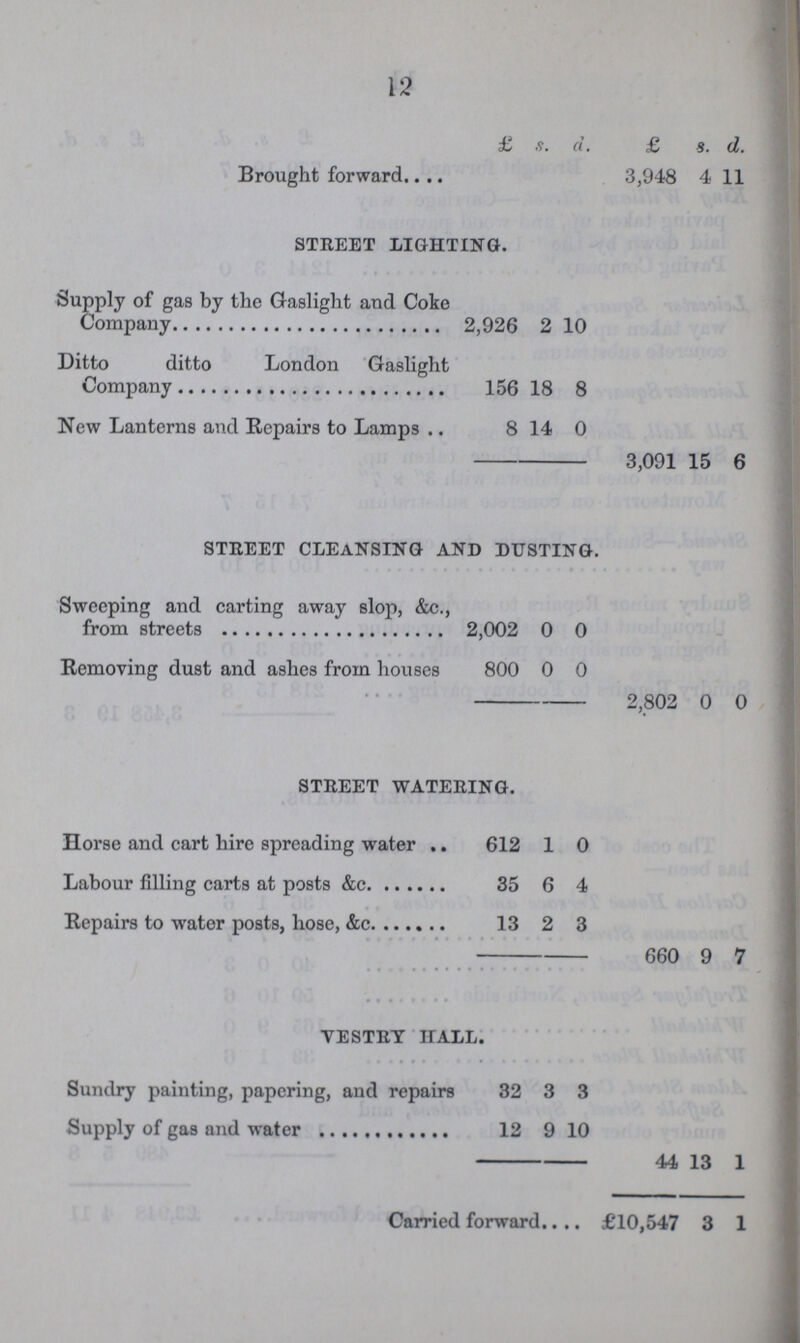 12
£ s. d. £ s. d.
Brought forward.... 3,948 4 11
STREET LIGHTING.
Supply of gas by the Gaslight and Coke
Company........................ 2,926 2 10
Ditto ditto London Gaslight
Company........................ 156 18 8
New Lanterns and Repairs to Lamps .. 8 14 0
3,091 15 6
STREET CLEANSING AND DUSTING.
Sweeping and carting away slop, &c.,
from streets .................... 2,002 0 0
Removing dust and ashes from houses 800 0 0
2,802 0 0
STREET WATERING.
Horse and cart hire spreading water .. 612 1 0
Labour filling carts at posts &c....... 35 6 4
Repairs to water posts, hose, &c....... 13 2 3
660 9 7
VESTRY HALL.
Sundry painting, papering, and repairs 32 3 3
Supply of gas and water ............ 12 9 10
44 13 1
Carried forward.... £10,547 3 1